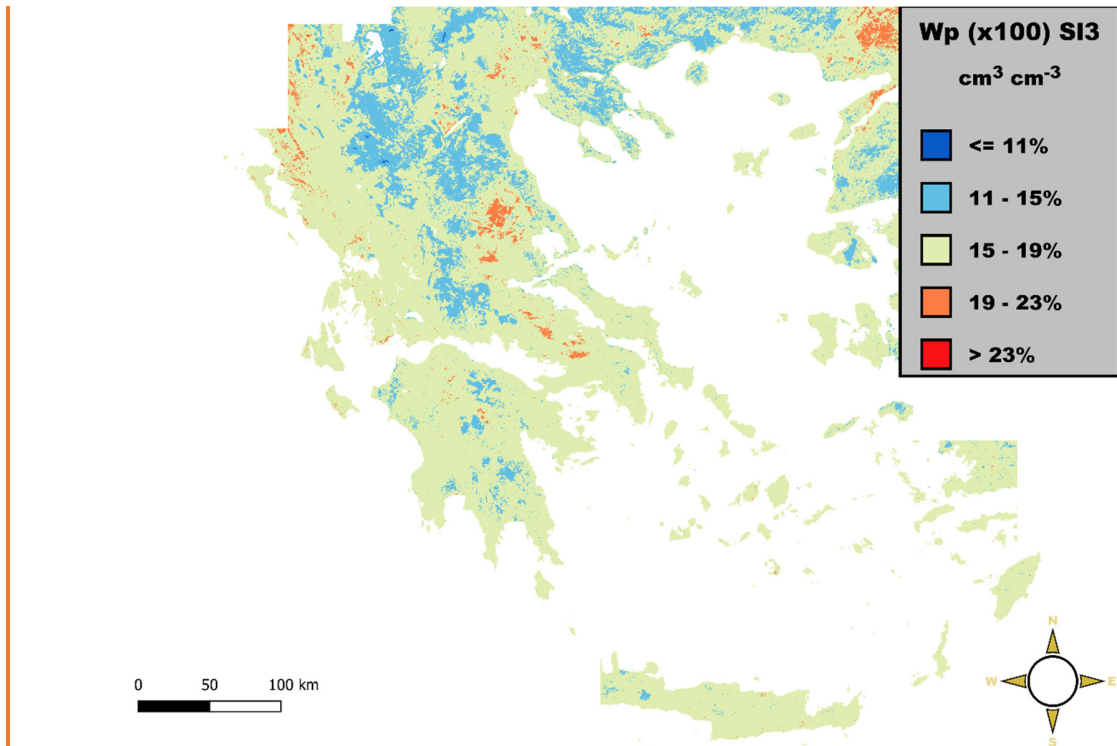 Wp (x100) SI3
cm³ cm⁻³
<= 11%
11 - 15%
15 - 19%
19 - 23%
> 23%
0 50 100 km
N
W E
S